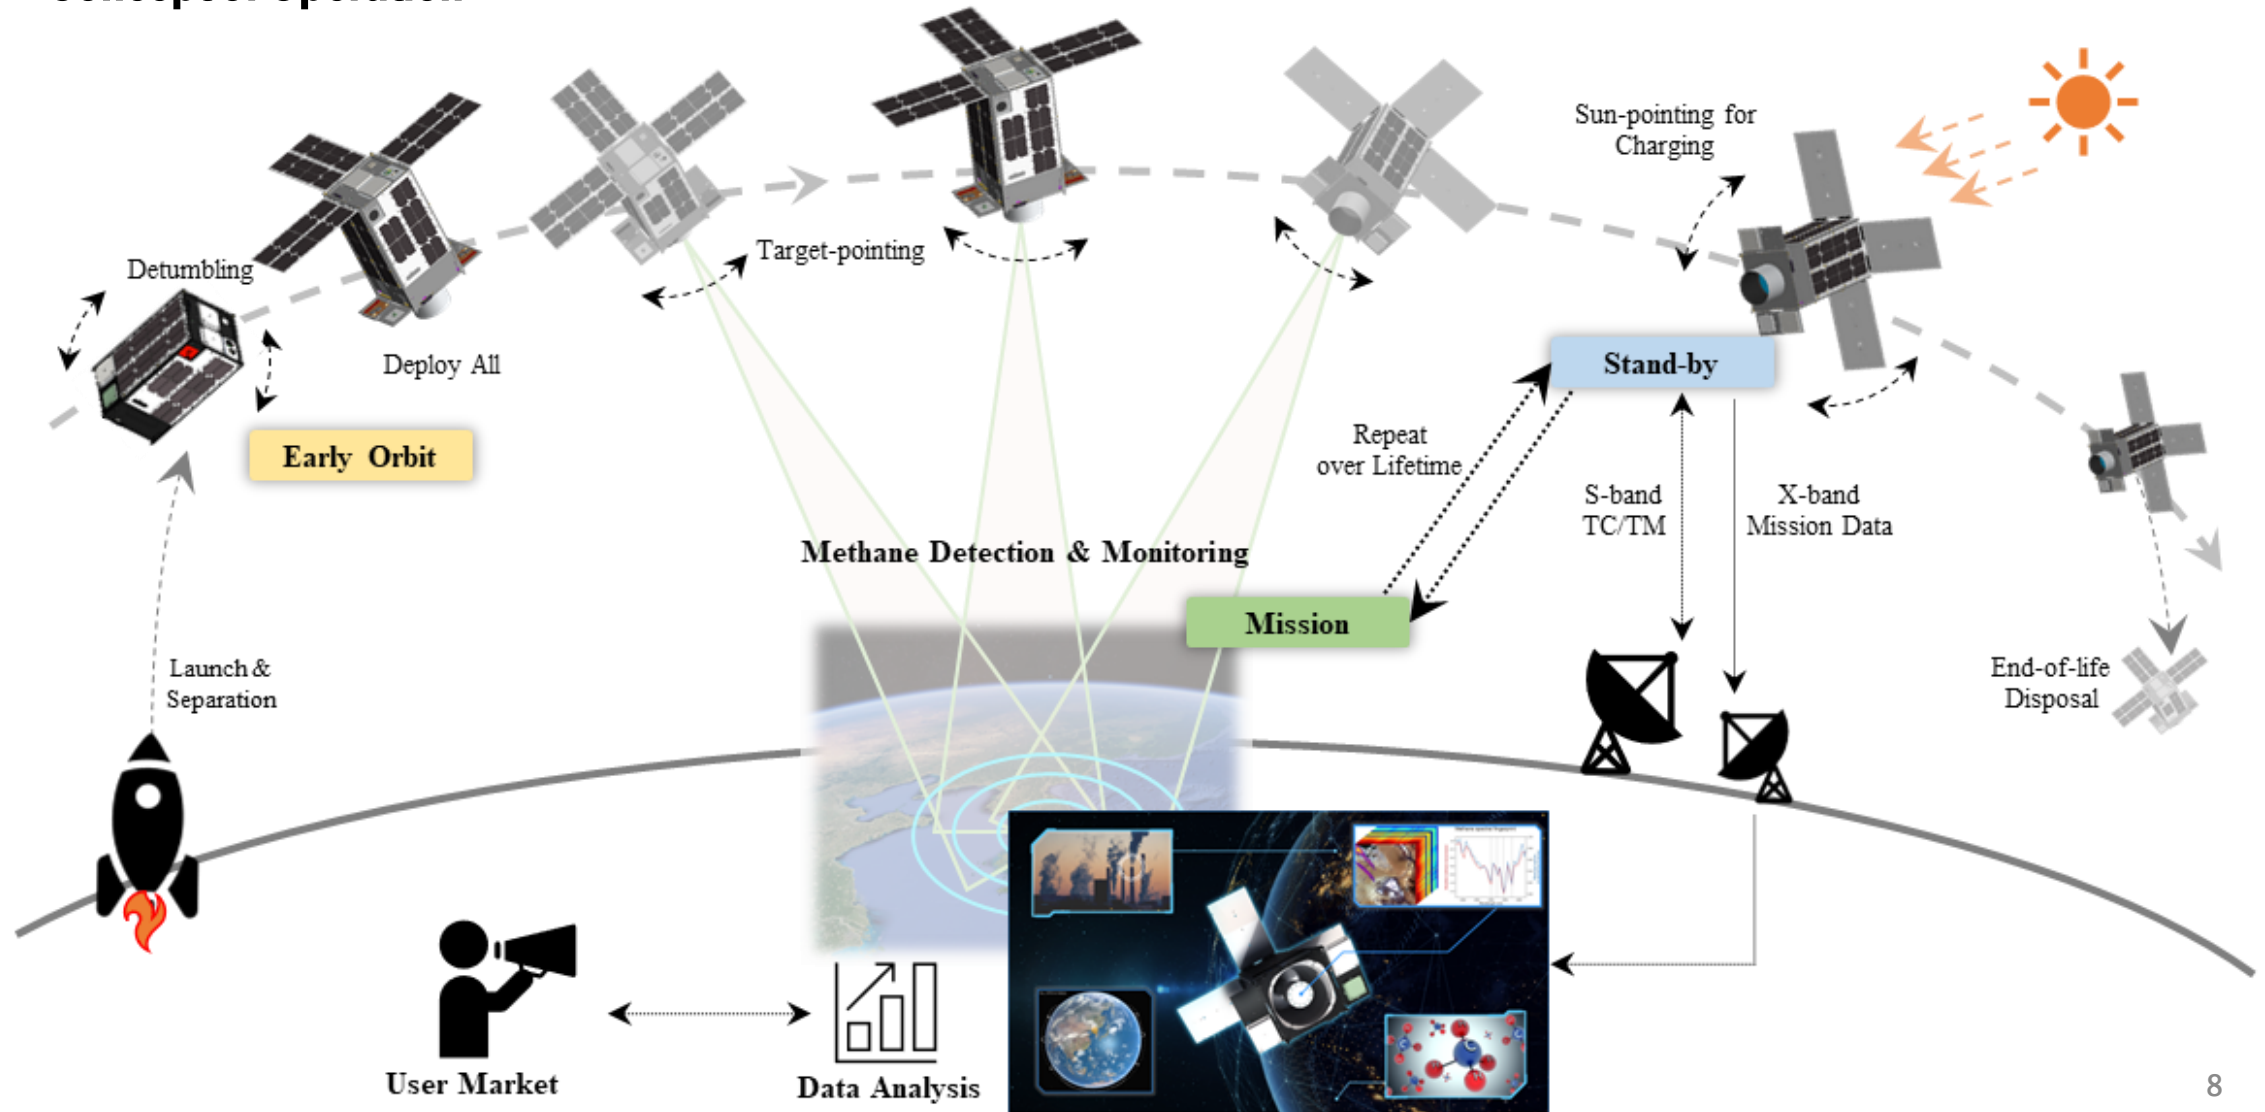 Sun-pointing for
Charging
Target-pointing
Detumbling
Deploy All
Stand-by
Early Orbit
Repeat
over Lifetime
S-band
TC/TM
X-band
Mission Data
Methane Detection & Monitoring
Mission
Launch &
Separation
End-of-life
Disposal
User Market
Data Analysis
8